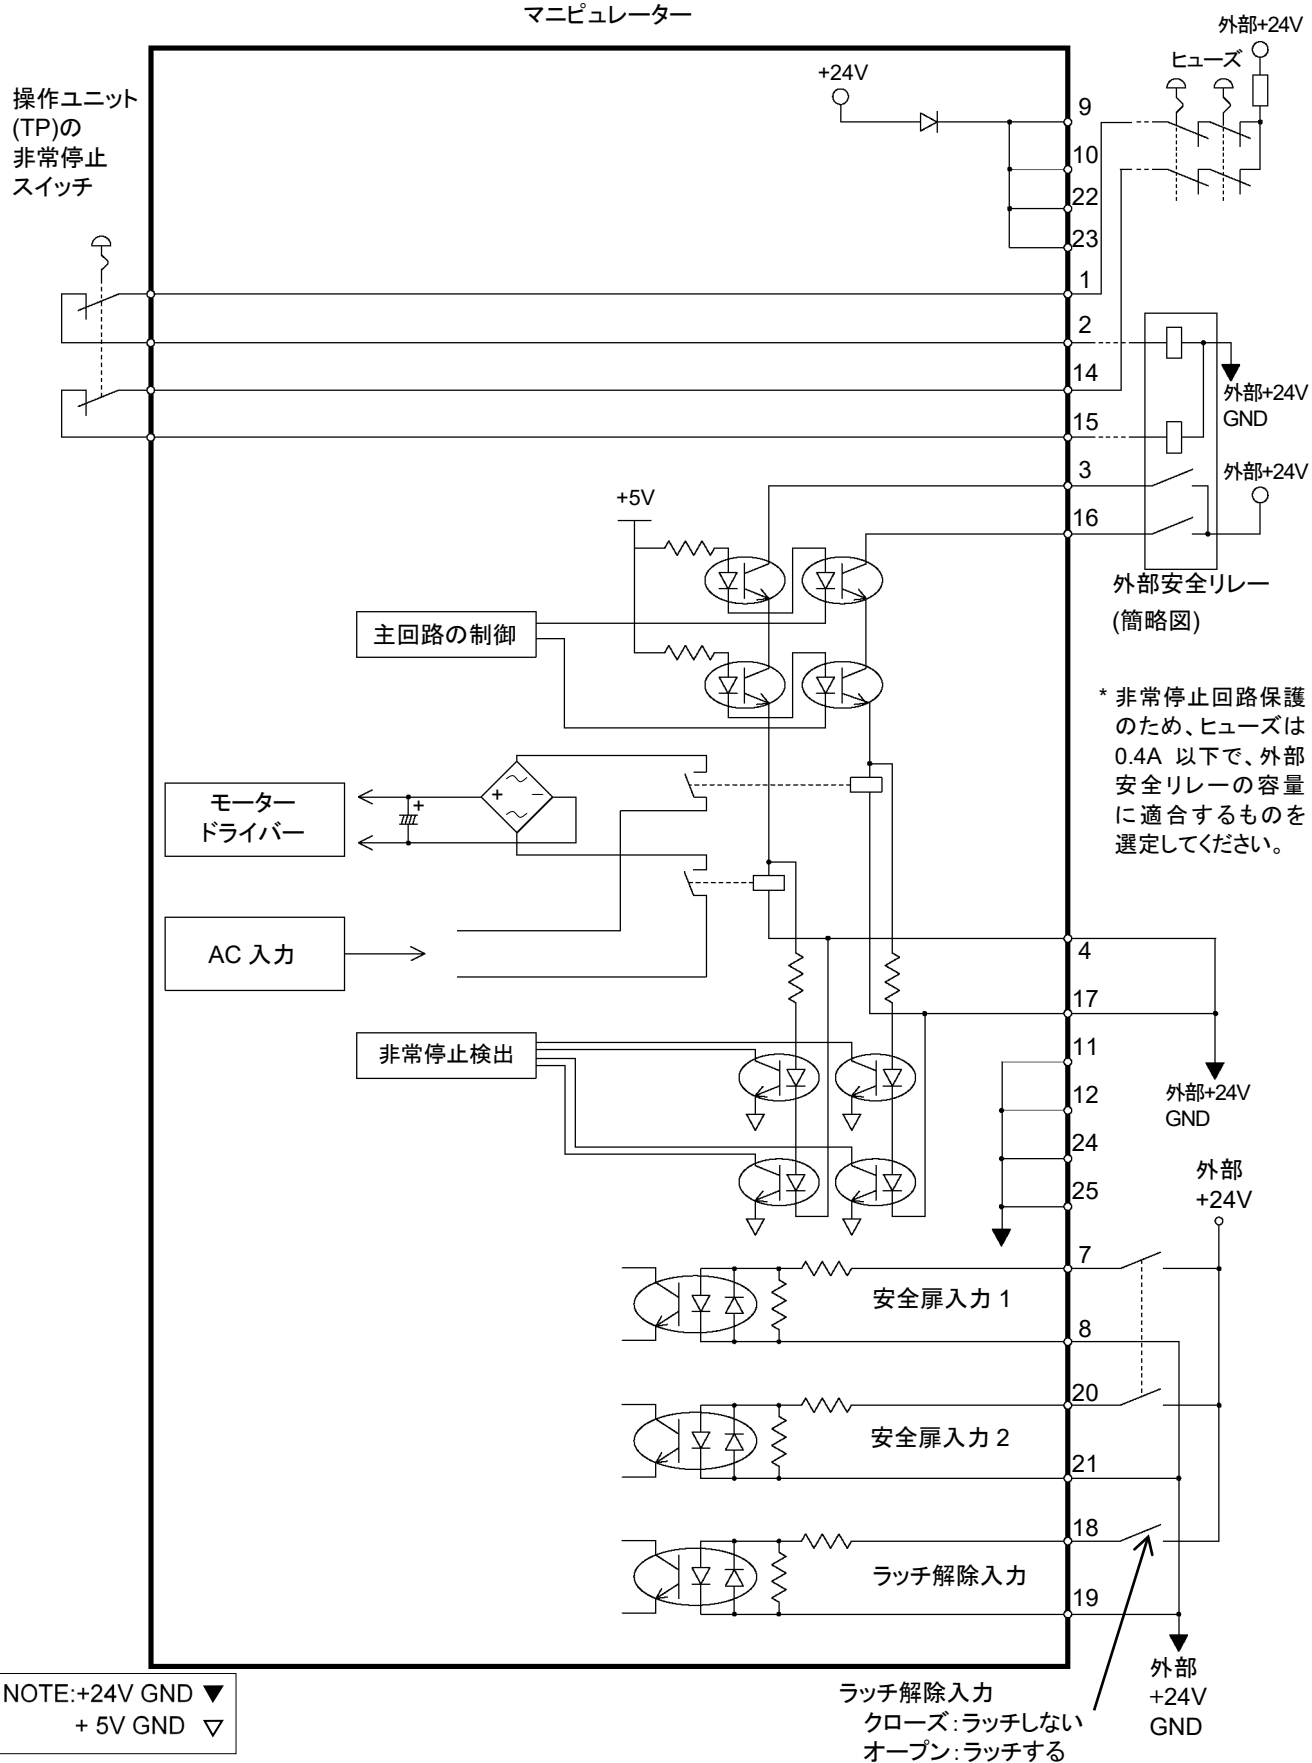 マニピュレーター
外部+24V
ヒューズ
+24V
操作ユニット
(TP)の
非常停止
スイッチ
9
10
22
23
1
2
14
外部+24V
GND
15
3
外部+24V
+5V
16
外部安全リレー
(簡略図)
主回路の制御
* 非常停止回路保護
のため、ヒューズは
0.4A 以下で、外部
安全リレーの容量
に適合するものを
選定してください。
モーター
ドライバー
+
−
+
AC 入力
4
17
非常停止検出
11
12
外部+24V
GND
24
25
外部
+24V
7
安全扉入力 1
8
20
安全扉入力 2
21
18
ラッチ解除入力
19
外部
+24V
GND
NOTE:+24V GND ▼
+ 5V GND ▽
ラッチ解除入力
クローズ:ラッチしない
オープン:ラッチする